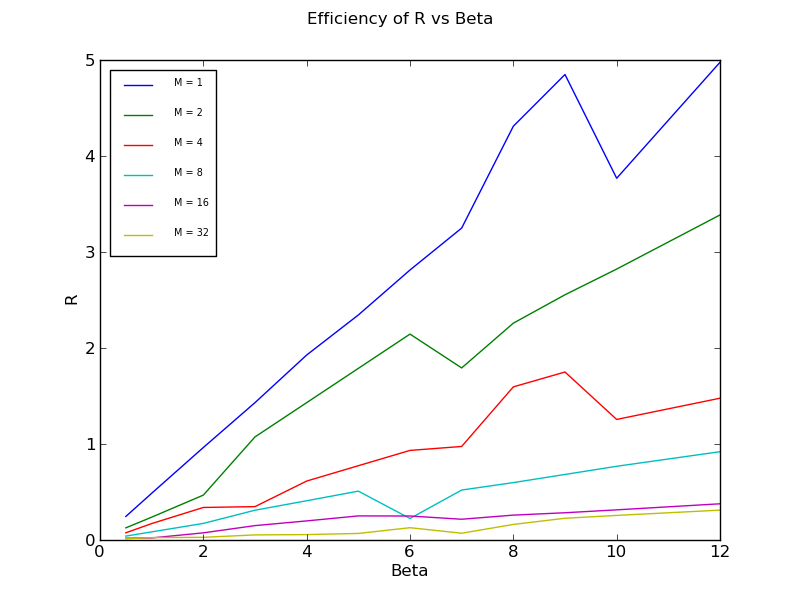 Efficiency of R vs Beta
5
4
3
2
1
0
R
M = 1
M = 2
M = 4
M = 8
M = 16
M = 32
0 2 4 6 8 10 12
Beta